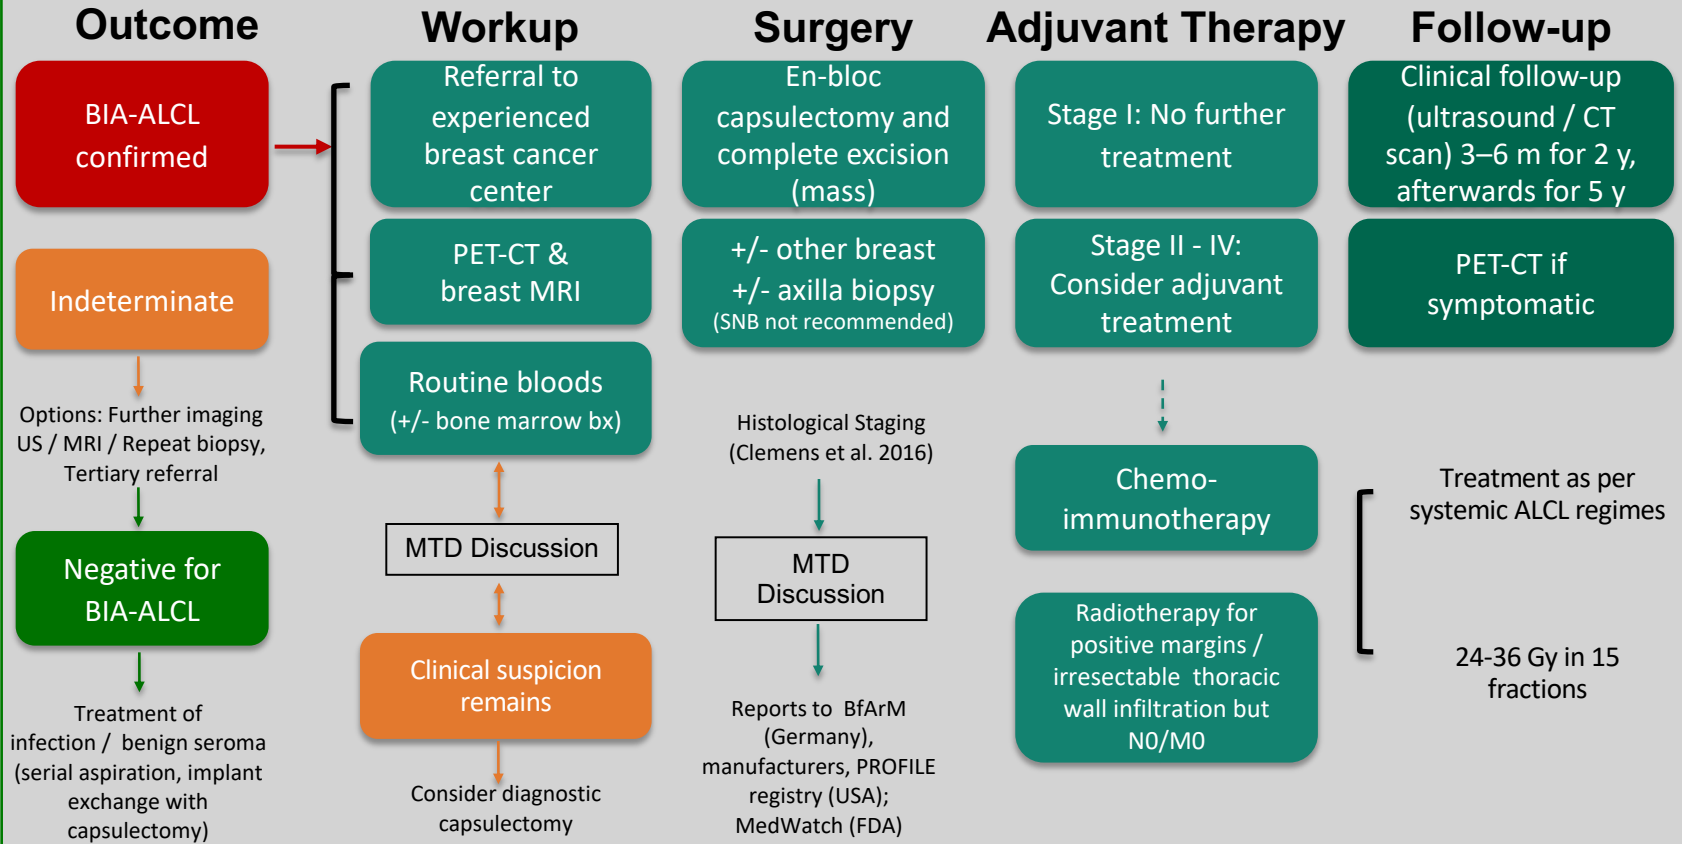 Outcome
BIA-ALCL
confirmed
Indeterminate
Options: Further imaging
US / MRI / Repeat biopsy,
Tertiary referral
Negative for
BIA-ALCL
Treatment of
infection / benign seroma
(serial aspiration, implant
exchange with
capsulectomy)
Workup
Referral to
experienced
breast cancer
center
PET-CT &
breast MRI
Routine bloods
(+/- bone marrow bx)
MTD Discussion
Clinical suspicion
remains
Consider diagnostic
capsulectomy
Surgery
En-bloc
capsulectomy and
complete excision
(mass)
+/- other breast
+/- axilla biopsy
(SNB not recommended)
Histological Staging
(Clemens et al. 2016)
MTD
Discussion
Reports to BfArM
(Germany),
manufacturers, PROFILE
registry (USA);
MedWatch (FDA)
Adjuvant Therapy
Stage I: No further
treatment
Stage II - IV:
Consider adjuvant
treatment
Chemo-
immunotherapy
Radiotherapy for
positive margins /
irresectable thoracic
wall infiltration but
N0/M0
Follow-up
Clinical follow-up
(ultrasound / CT
scan) 3–6 m for 2 y,
afterwards for 5 y
PET-CT if
symptomatic
Treatment as per
systemic ALCL regimes
24-36 Gy in 15
fractions